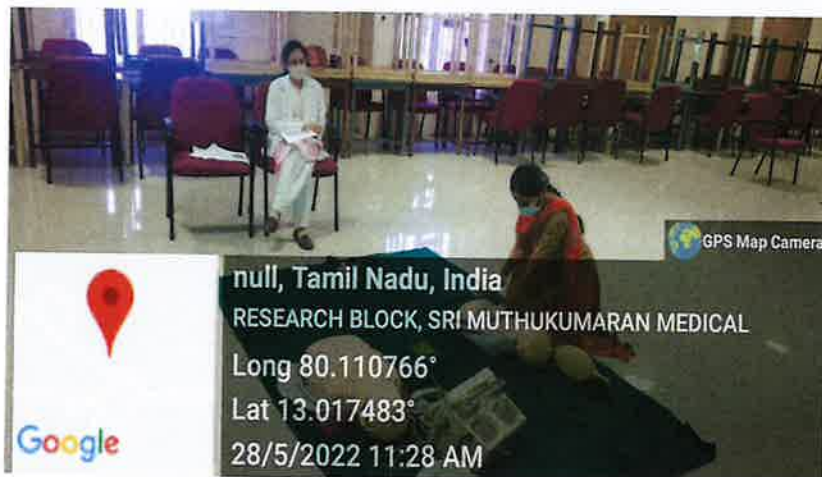 GPS Map Camera
null, Tamil Nadu, India
RESEARCH BLOCK, SRI MUTHUKUMARAN MEDICAL
Long 80.110766°
Lat 13.017483°
28/5/2022 11:28 AM
Google